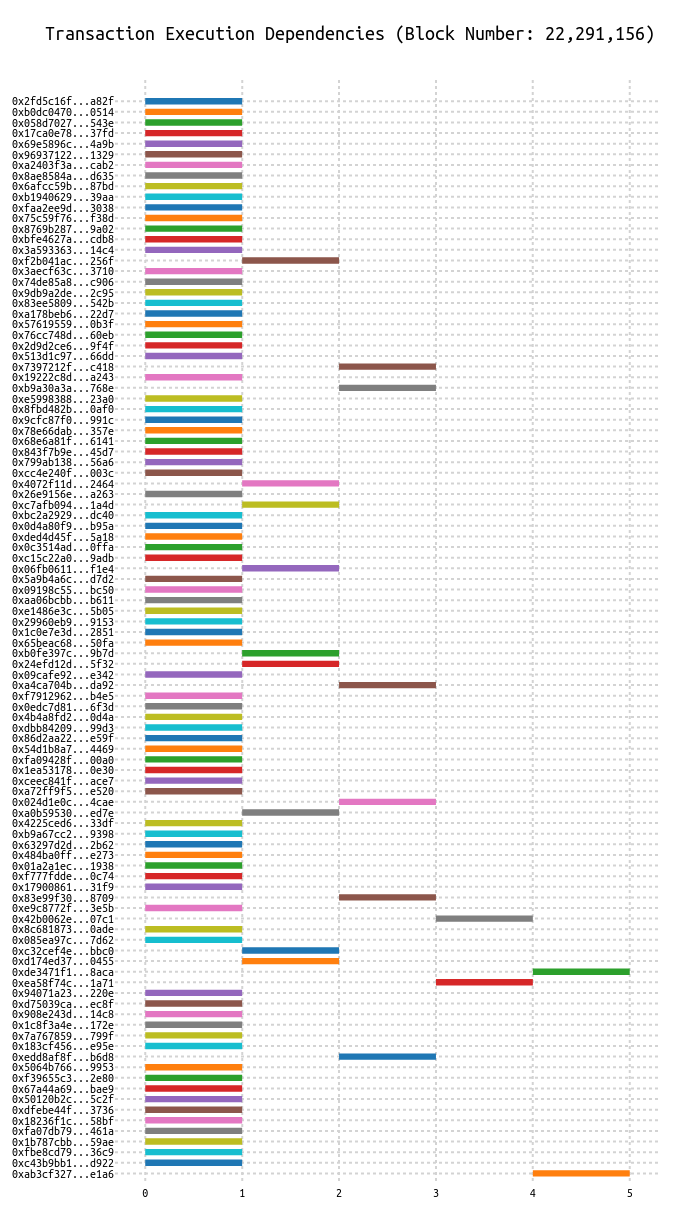 Transaction Execution Dependencies (Block Number: 22,291,156)
0x2fd5c16f...a82f
0xb0dc0470...0514
0x058d7027...543e
0x17ca0e78...37fd
0x69e5896c...4a9b
0x96937122...1329
0xa2403f3a...cab2
0x8ae8584a...d635
0x6afcc59b...87bd
0xb1940629...39aa
0xfaa2ee9d...3038
0x75c59f76...f38d
0x8769b287...9a02
0xbfe4627a...cdb8
0x3a593363...14c4
0xf2b041ac...256f
0x3aecf63c...3710
0x74de85a8...c906
0x9db9a2de...2c95
0x83ee5809...542b
0xa178beb6...22d7
0x57619559...0b3f
0x76cc748d...60eb
0x2d9d2ce6...9f4f
0x513d1c97...66dd
0x7397212f...c418
0x19222c8d...a243
0xb9a30a3a...768e
0xe5998388...23a0
0x8fbd482b...0af0
0x9cfc87f0...991c
0x78e66dab...357e
0x68e6a81f...6141
0x843f7b9e...45d7
0x799ab138...56a6
0xcc4e240f...003c
0x4072f11d...2464
0x26e9156e...a263
0xc7afb094...1a4d
0xbc2a2929...dc40
0x0d4a80f9...b95a
0xded4d45f...5a18
0x0c3514ad...0ffa
0xc15c22a0...9adb
0x06fb0611...f1e4
0x5a9b4a6c...d7d2
0x09198c55...bc50
0xaa06bcbb...b611
0xe1486e3c...5b05
0x29960eb9...9153
0x1c0e7e3d...2851
0x65beac68...50fa
0xb0fe397c...9b7d
0x24efd12d...5f32
0x09cafe92...e342
0xa4ca704b...da92
0xf7912962...b4e5
0x0edc7d81...6f3d
0x4b4a8fd2...0d4a
0xdbb84209...99d3
0x86d2aa22...e59f
0x54d1b8a7...4469
0xfa09428f...00a0
0x1ea53178...0e30
0xceec841f...ace7
0xa72ff9f5...e520
0x024d1e0c...4cae
0xa0b59530...ed7e
0x4225ced6...33df
0xb9a67cc2...9398
0x63297d2d...2b62
0x484ba0ff...e273
0x01a2a1ec...1938
0xf777fdde...0c74
0x17900861...31f9
0x83e99f30...8709
0xe9c8772f...3e5b
0x42b0062e...07c1
0x8c681873...0ade
0x085ea97c...7d62
0xc32cef4e...bbc0
0xd174ed37...0455
0xde3471f1...8aca
0xea58f74c...1a71
0x94071a23...220e
0xd75039ca...ec8f
0x908e243d...14c8
0x1c8f3a4e...172e
0x7a767859...799f
0x183cf456...e95e
0xedd8af8f...b6d8
0x5064b766...9953
0xf39655c3...2e80
0x67a44a69...bae9
0x50120b2c...5c2f
0xdfebe44f...3736
0x18236f1c...58bf
0xfa07db79...461a
0x1b787cbb...59ae
0xfbe8cd79...36c9
0xc43b9bb1...d922
0xab3cf327...e1a6
0 1 2 3 4 5